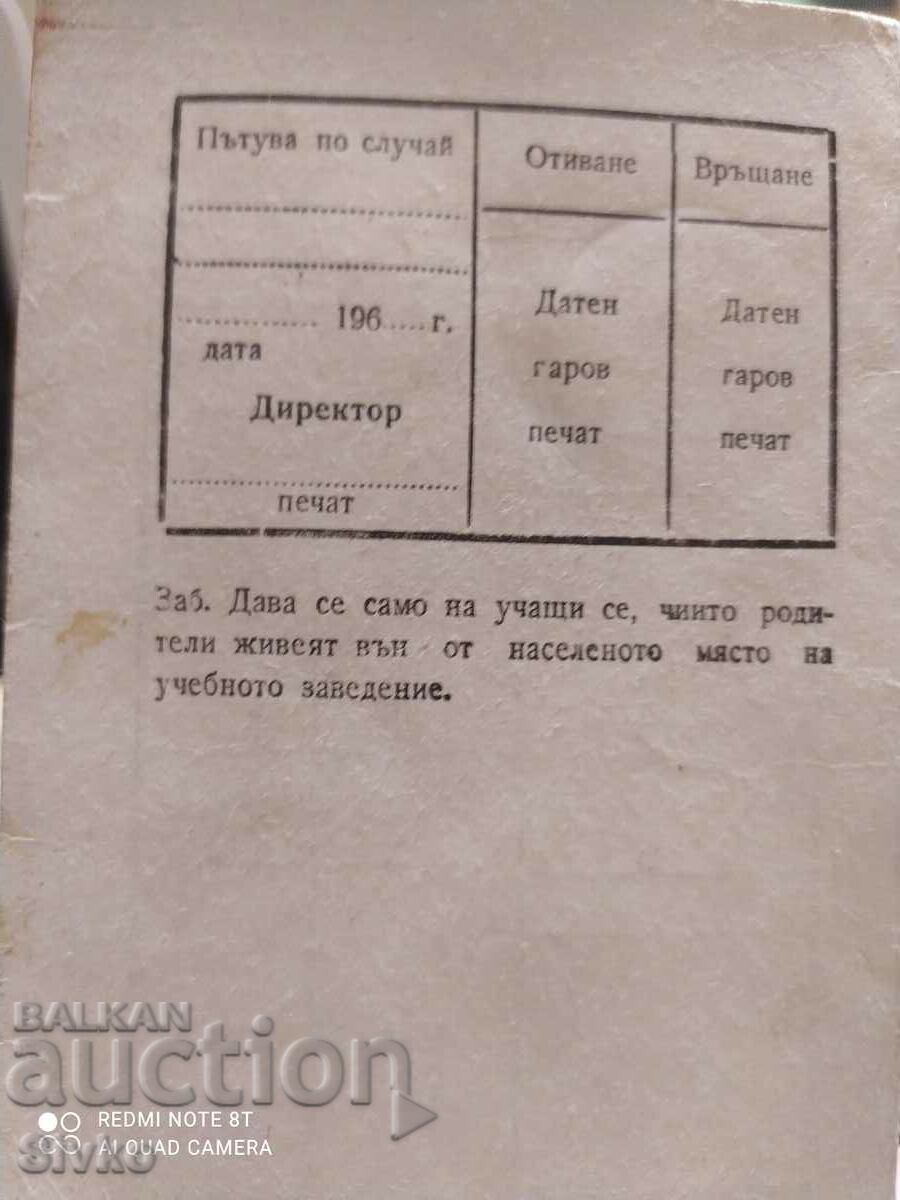 Пътува по случай
196.....г.
дата
Директор
печат
Отиване
Датен
гаров
печат
Връщане
Датен
гаров
печат
Заб. Дава се само на учащи се, чиито роди-
тели живеят вън от населеното място на
учебното заведение.
BALKAN
auction
REDMI NOTE 8T
AI QUAD CAMERA
Sivko